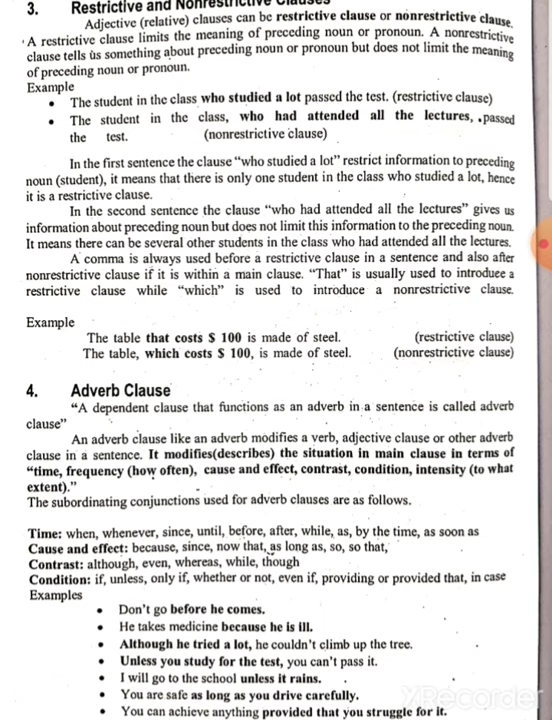 3. Restrictive and Nonrestrictive Clauses
Adjective (relative) clauses can be restrictive clause or nonrestrictive clause.
A restrictive clause limits the meaning of preceding noun or pronoun. A nonrestrictive
clause tells us something about preceding noun or pronoun but does not limit the meaning
of preceding noun or pronoun.
Example
• The student in the class who studied a lot passed the test. (restrictive clause)
• The student in the class, who had attended all the lectures, passed
the test. (nonrestrictive clause)
In the first sentence the clause “who studied a lot” restrict information to preceding
noun (student), it means that there is only one student in the class who studied a lot, hence
it is a restrictive clause.
In the second sentence the clause “who had attended all the lectures” gives us
information about preceding noun but does not limit this information to the preceding noun.
It means there can be several other students in the class who had attended all the lectures.
A comma is always used before a restrictive clause in a sentence and also after
nonrestrictive clause if it is within a main clause. “That” is usually used to introduce a
restrictive clause while “which” is used to introduce a nonrestrictive clause.
Example
The table that costs $ 100 is made of steel. (restrictive clause)
The table, which costs $ 100, is made of steel. (nonrestrictive clause)
4. Adverb Clause
“A dependent clause that functions as an adverb in a sentence is called adverb
clause”
An adverb clause like an adverb modifies a verb, adjective clause or other adverb
clause in a sentence. It modifies(describes) the situation in main clause in terms of
“time, frequency (how often), cause and effect, contrast, condition, intensity (to what
extent).”
The subordinating conjunctions used for adverb clauses are as follows.
Time: when, whenever, since, until, before, after, while, as, by the time, as soon as
Cause and effect: because, since, now that, as long as, so, so that,
Contrast: although, even, whereas, while, though
Condition: if, unless, only if, whether or not, even if, providing or provided that, in case
Examples
• Don’t go before he comes.
• He takes medicine because he is ill.
• Although he tried a lot, he couldn’t climb up the tree.
• Unless you study for the test, you can’t pass it.
• I will go to the school unless it rains.
• You are safe as long as you drive carefully.
• You can achieve anything provided that you struggle for it.
XRecorder